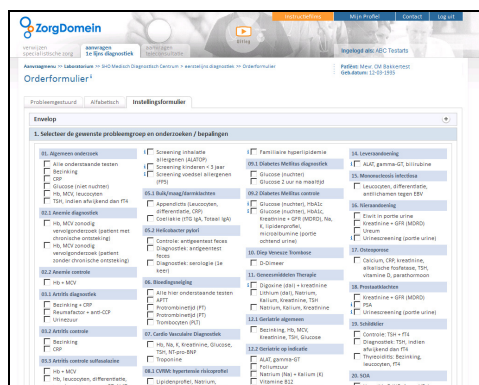 Instructiefilms
Mijn Profiel
Contact
Log uit
ZorgDomein
uitleg
verwijzen
specialistische zorg
aanvragen
1e lijns diagnostiek
Ingelogd als: ABC Testarts
Aanvraagmenu >> Laboratorium >> SHO Medisch Diagnostisch Centrum >> eerstelijns diagnostiek >> Orderformulier
Patiënt: Mevr. OM Bakkernest
Geb.datum: 12-03-1935
Orderformulier
Probleemgestuurd
Alfabetisch
Instellingsformulier
Envelop
1. Selecteer de gewenste probleemgroep en onderzoeken / bepalingen
01. Algemeen onderzoek
Alle onderstaande testen
Bezinking
CRP
Glucose (niet nuchter)
Hb, MCV, leucocyten
TSH, indien afwijkend dan fT4
02.1 Anemie diagnostiek
Hb, MCV zonodig
vervolgonderzoek (patient met
chronische ontsteking)
Hb, MCV zonodig
vervolgonderzoek (patient
zonder chronische ontsteking)
02.2 Anemie controle
Hb + MCV
03.1 Artritis diagnostiek
Bezinking + CRP
Reumafactor + anti-CCP
Urinezuur
03.2 Artritis controle
Bezinking
CRP
03.3 Artritis controle sulfasalazine
Hb + MCV
Hb, leucocyten, differentiatie,
Screening inhalatie
allergenen (ALATOP)
Screening kinderen < 3 jaar
Screening voedsel allergenen
(FP5)
05.1 Buik/maag/darmklachten
Appendicitis (Leucocyten,
differentiatie, CRP)
Coeliakie (tTG IgA, Totaal IgA)
05.2 Helicobacter pylori
Controle: antigeentest feces
Diagnostiek: antigeentest
feces
Diagnostiek: serologie (1e
keer)
06. Bloedingsneiging
Alle hier onderstaande testen
APTT
Protrombinetijd (PT)
Protrombinetijd (PT)
Trombocyten (PLT)
07. Cardio Vasculaire Diagnostiek
Hb, Na, K, Kreatinine, Glucose,
TSH, NT-pro-BNP
Troponine
08.1 CVRM: hypertensie risicoprofiel
Lipidenprofiel, Natrium,
Familiaire hyperlipidemie
09.1 Diabetes Mellitus diagnostiek
Glucose (nuchter)
Glucose 2 uur na maaltijd
09.2 Diabetes Mellitus controle
Glucose (nuchter), HbA1c
Glucose (nuchter), HbA1c,
Kreatinine + GFR (MDRD), Na,
K, lipidenprofiel,
microalbumine (portie
ochtend urine)
10. Diep Veneuze Trombose
D-Dimeer
11. Geneesmiddelen Therapie
Digoxine (dal) + kreatinine
Lithium (dal), Natrium,
Kalium, Kreatinine, TSH
Natrium, Kalium, Kreatinine
12.1 Geriatrie algemeen
Bezinking, Hb, MCV,
Kreatinine, TSH, Glucose
12.2 Geriatrie op indicatie
ALAT, gamma-GT
Foliumzuur
Natrium (Na) + Kalium (K)
Vitamine B12
14. Leveraandoening
ALAT, gamma-GT, bilirubine
15. Mononucleosis infectiosa
Leucocyten, differentiatie,
antilichamen tegen EBV
16. Nieraandoening
Eiwit in portie urine
Kreatinine + GFR (MDRD)
Ureum
Urinescreening (portie urine)
17. Osteoporose
Calcium, CRP, kreatinine,
alkalische fosfatase, TSH,
vitamine D, parathormoon
18. Prostaatklachten
Kreatinine + GFR (MDRD)
PSA
Urinescreening (portie urine)
19. Schildklier
Controle: TSH + fT4
Diagnostiek: TSH, indien
afwijkend dan fT4
Thyreoiditis: Bezinking,
leucocyten, fT4
20. SOA